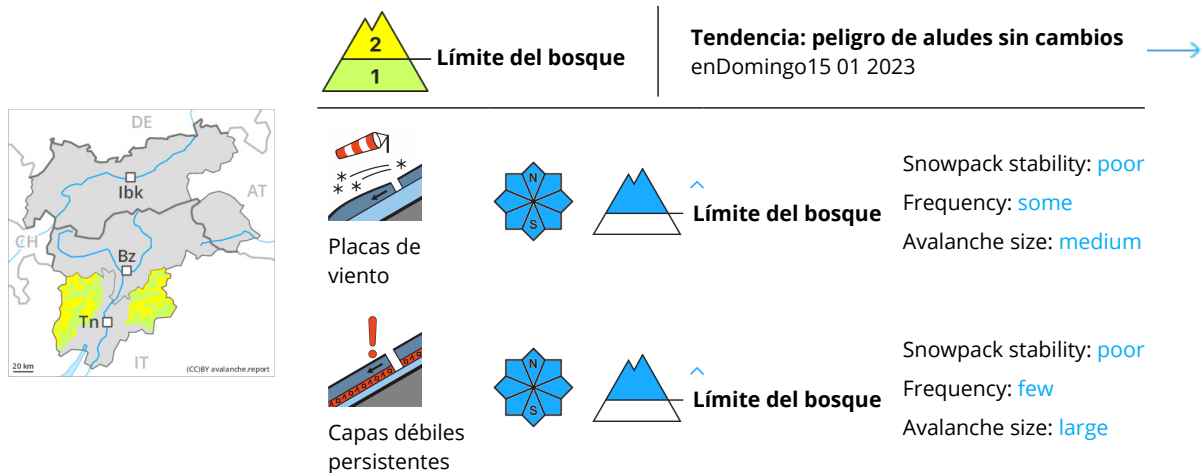 2
1
Límite del bosque
Tendencia: peligro de aludes sin cambios
enDomingo15 01 2023
DE
AT
CH
IT
Ibk
Bz
Tn
20 km
(CC)BY avalanche.report
N
S
Placas de
viento
Límite del bosque
Snowpack stability: poor
Frequency: some
Avalanche size: medium
N
S
Capas débiles
persistentes
Límite del bosque
Snowpack stability: poor
Frequency: few
Avalanche size: large